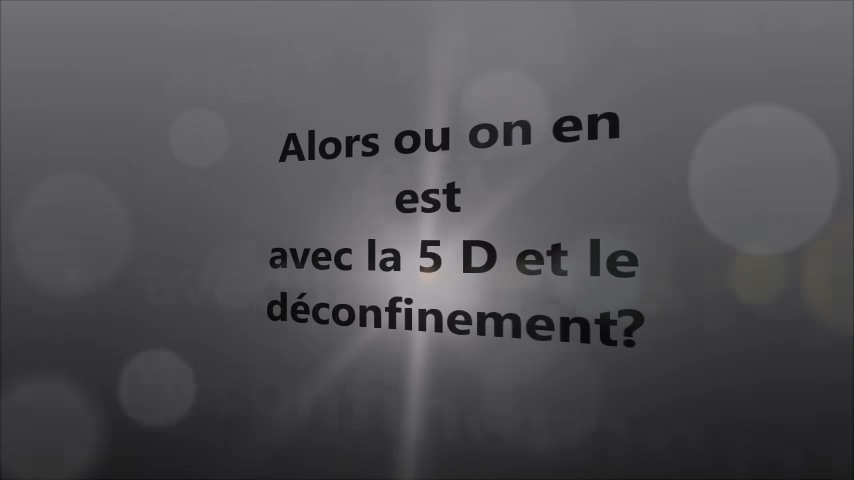 Alors ou on en
est
avec la 5 D et le
déconfinement?